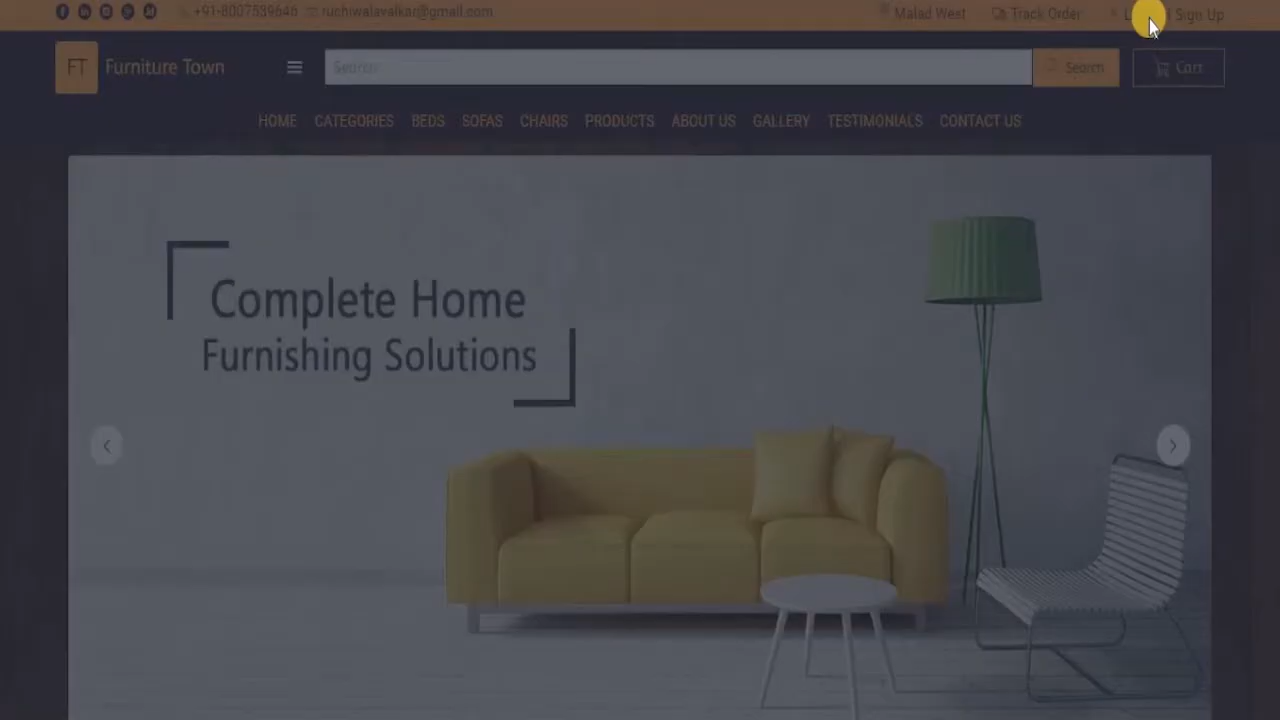 +91-8007539646 ruchiwalavalkar@gmail.com Malad West Track Order Sign Up
FT Furniture Town Search Search Cart
HOME CATEGORIES BEDS SOFAS CHAIRS PRODUCTS ABOUT US GALLERY TESTIMONIALS CONTACT US
Complete Home
Furnishing Solutions